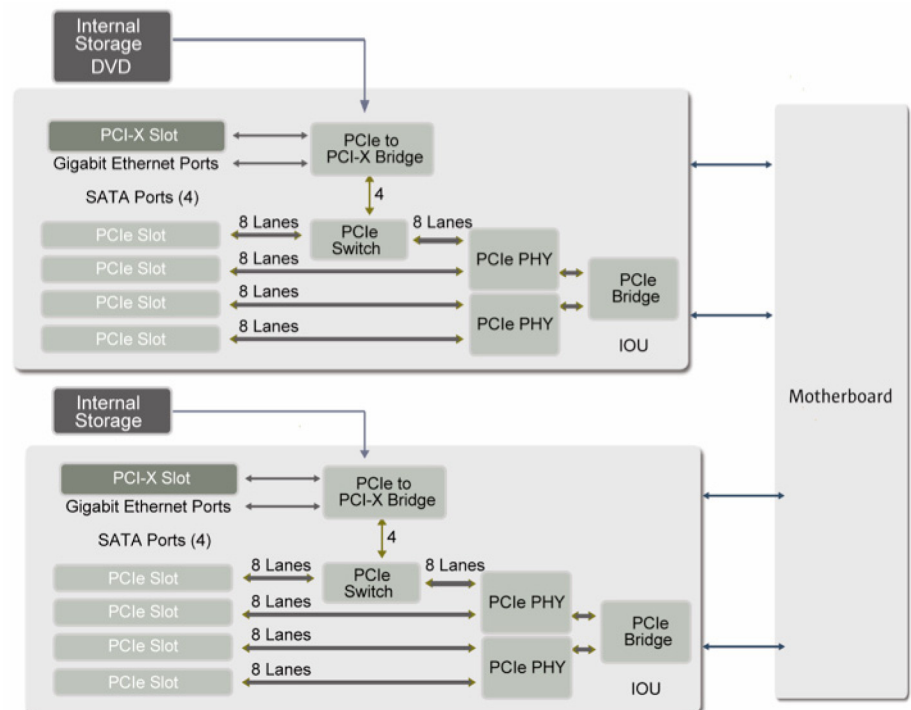 Internal
Storage
DVD
PCI-X Slot
PCIe to
PCI-X Bridge
Gigabit Ethernet Ports
4
SATA Ports (4)
8 Lanes
8 Lanes
PCIe Slot
PCIe
Switch
8 Lanes
PCIe PHY
PCIe Slot
PCIe
Bridge
8 Lanes
PCIe Slot
PCIe PHY
8 Lanes
PCIe Slot
IOU
Motherboard
Internal
Storage
PCI-X Slot
PCIe to
PCI-X Bridge
Gigabit Ethernet Ports
4
SATA Ports (4)
8 Lanes
8 Lanes
PCIe Slot
PCIe
Switch
8 Lanes
PCIe PHY
PCIe Slot
PCIe
Bridge
8 Lanes
PCIe Slot
PCIe PHY
8 Lanes
PCIe Slot
IOU